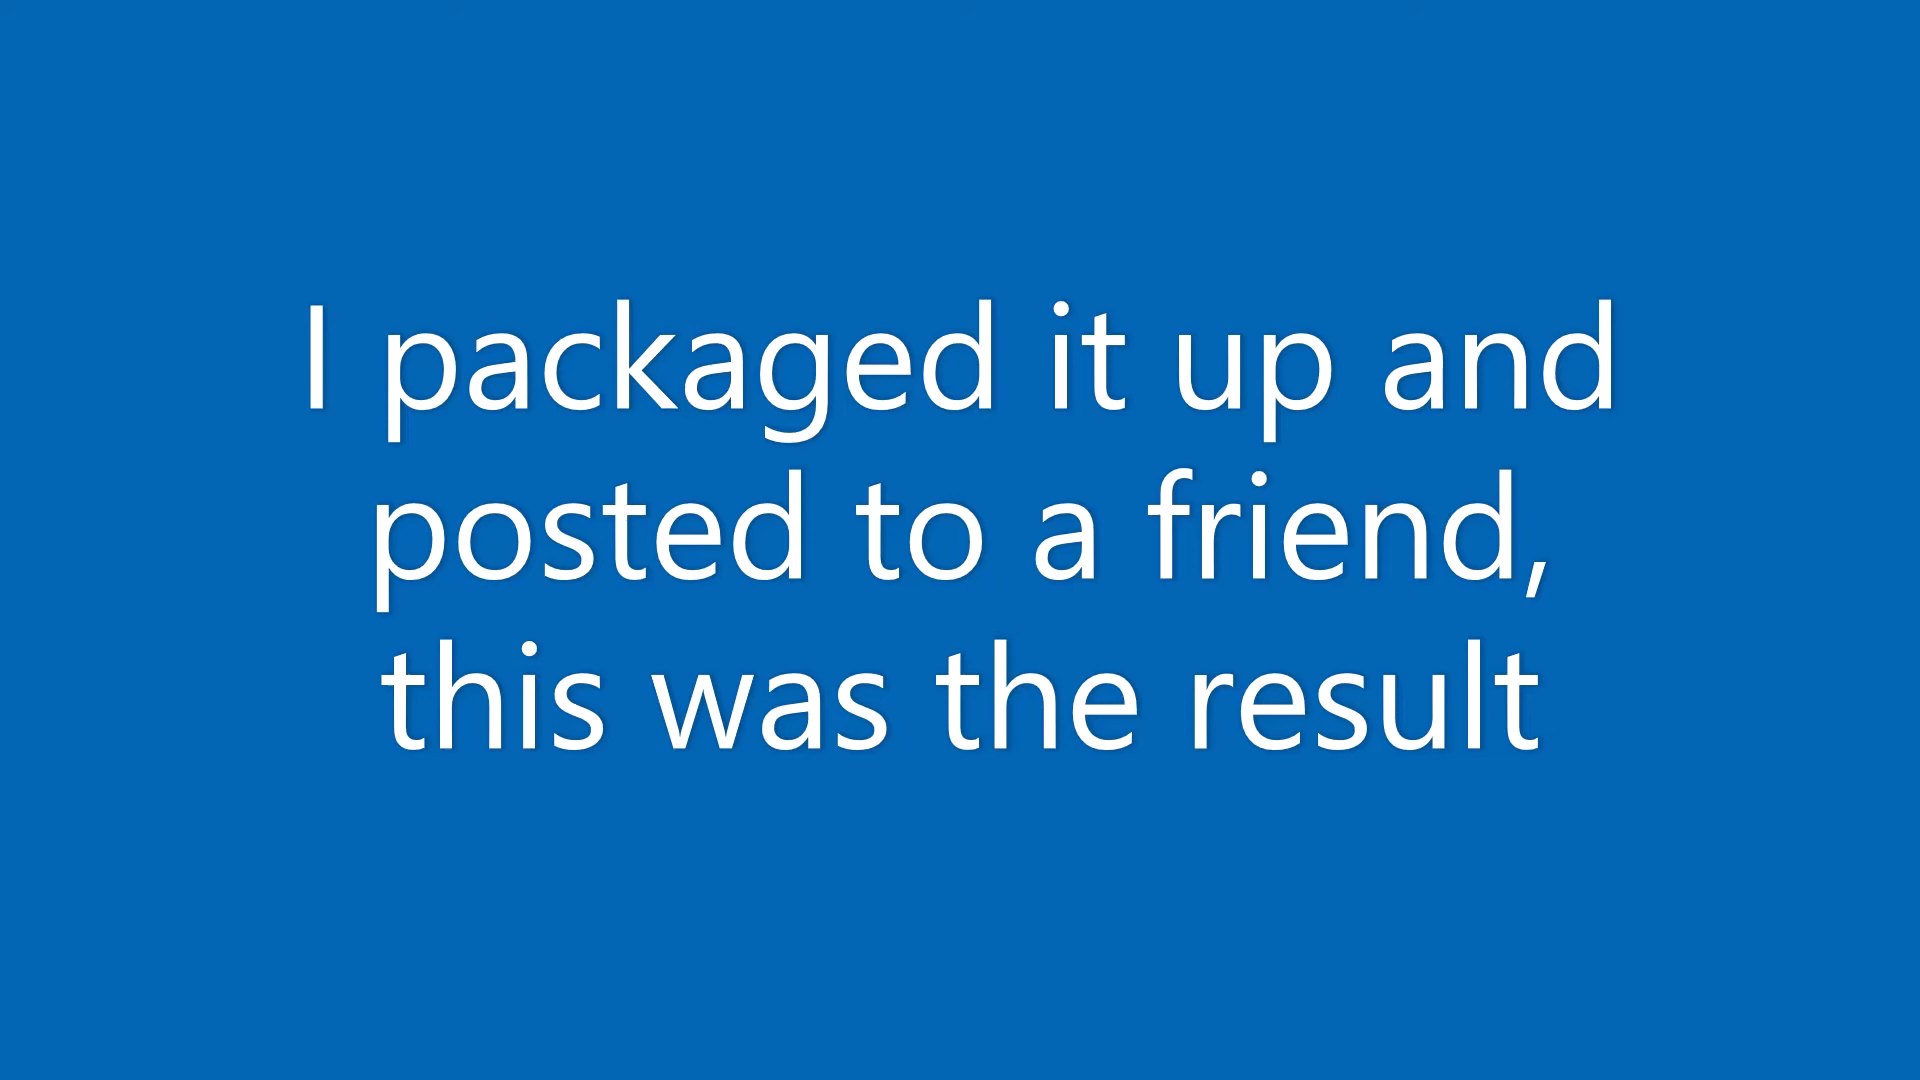 I packaged it up and
posted to a friend,
this was the result